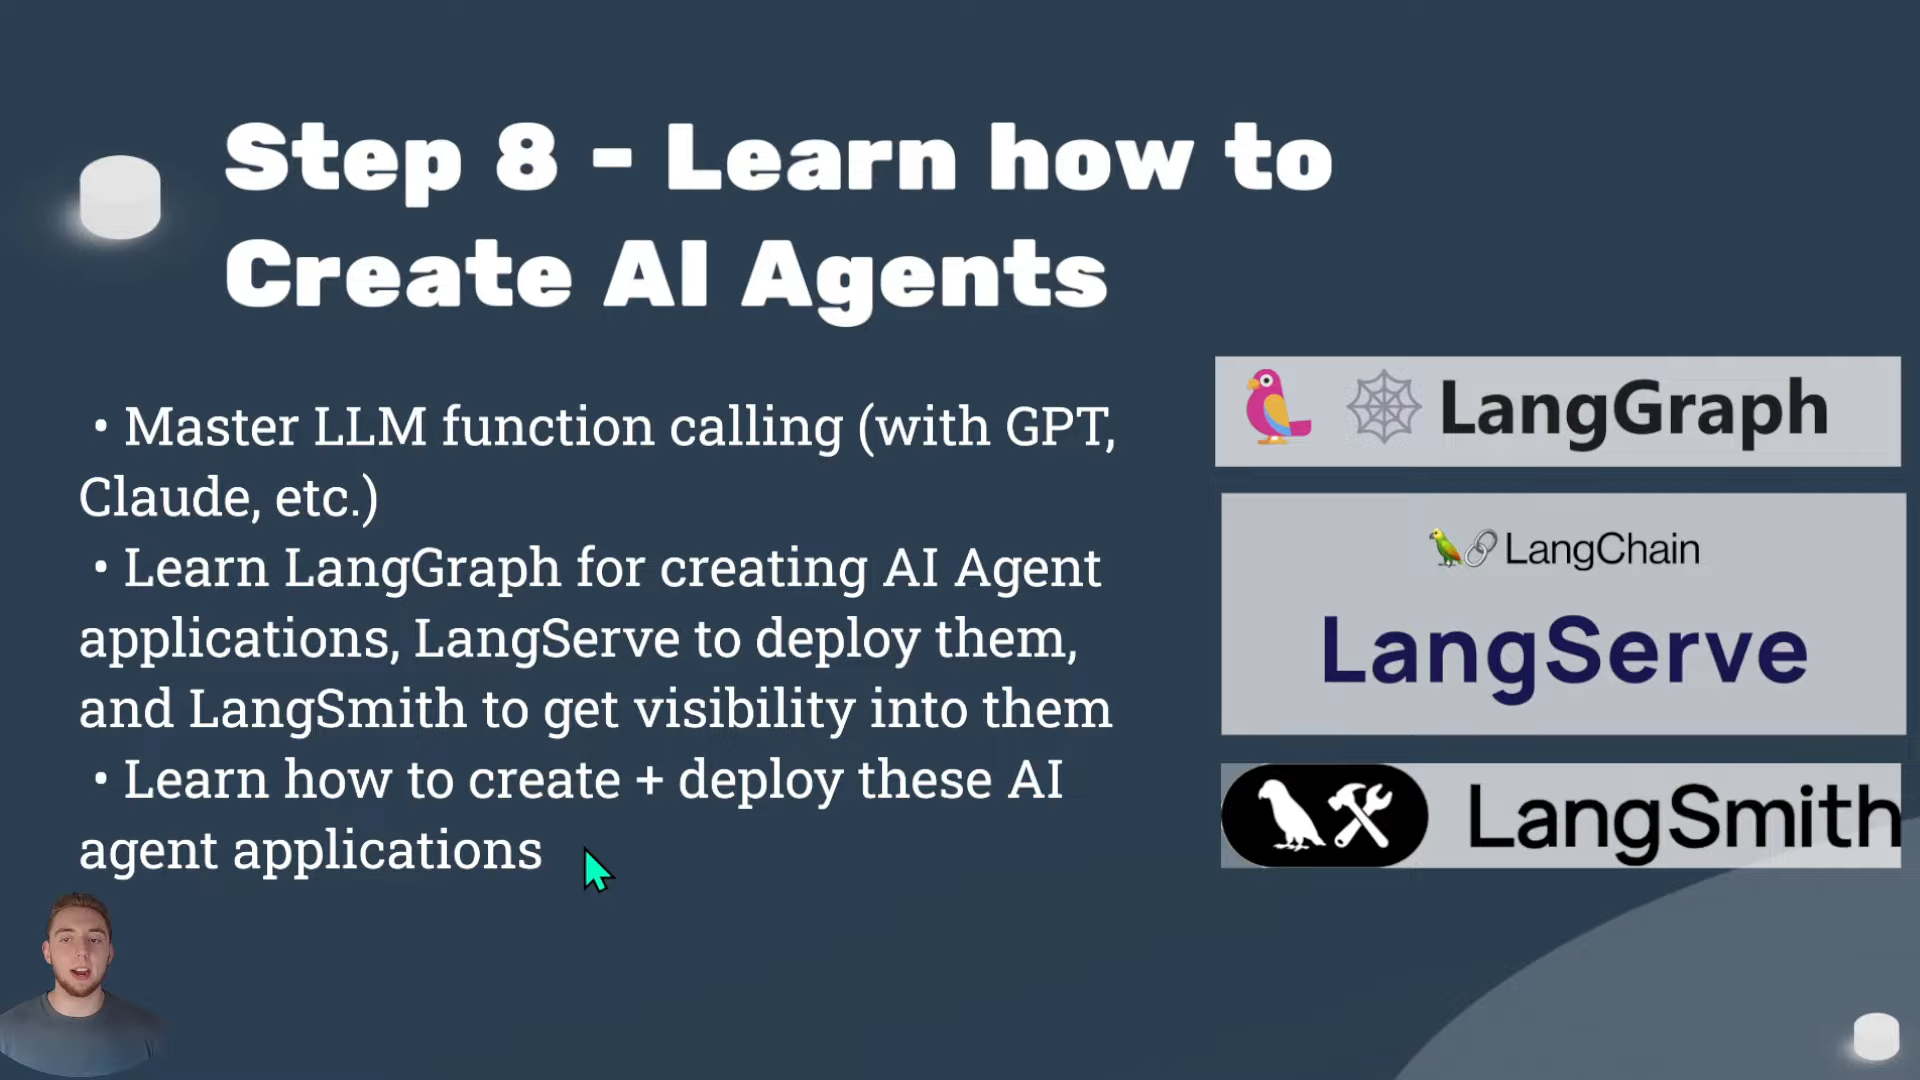 Step 8 - Learn how to
Create AI Agents
• Master LLM function calling (with GPT,
Claude, etc.)
• Learn LangGraph for creating AI Agent
applications, LangServe to deploy them,
and LangSmith to get visibility into them
• Learn how to create + deploy these AI
agent applications
LangGraph
LangChain
LangServe
LangSmith